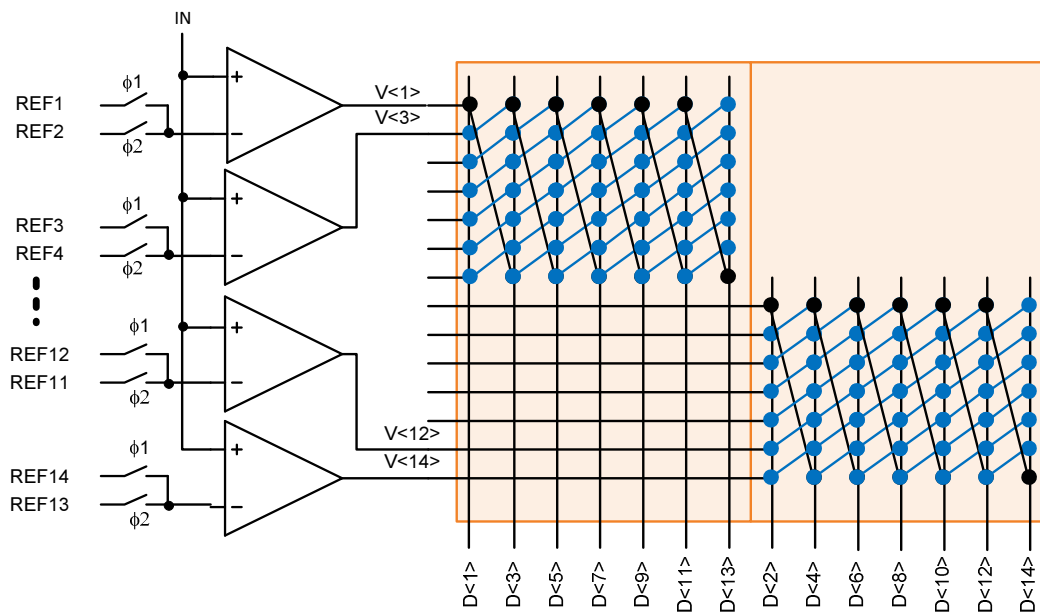 IN
ϕ1
REF1
REF2
ϕ2
+
−
V<1>
V<3>
ϕ1
REF3
REF4
ϕ2
+
−
ϕ1
REF12
REF11
ϕ2
+
−
V<12>
V<14>
ϕ1
REF14
REF13
ϕ2
+
−
D<1>
D<3>
D<5>
D<7>
D<9>
D<11>
D<13>
D<2>
D<4>
D<6>
D<8>
D<10>
D<12>
D<14>